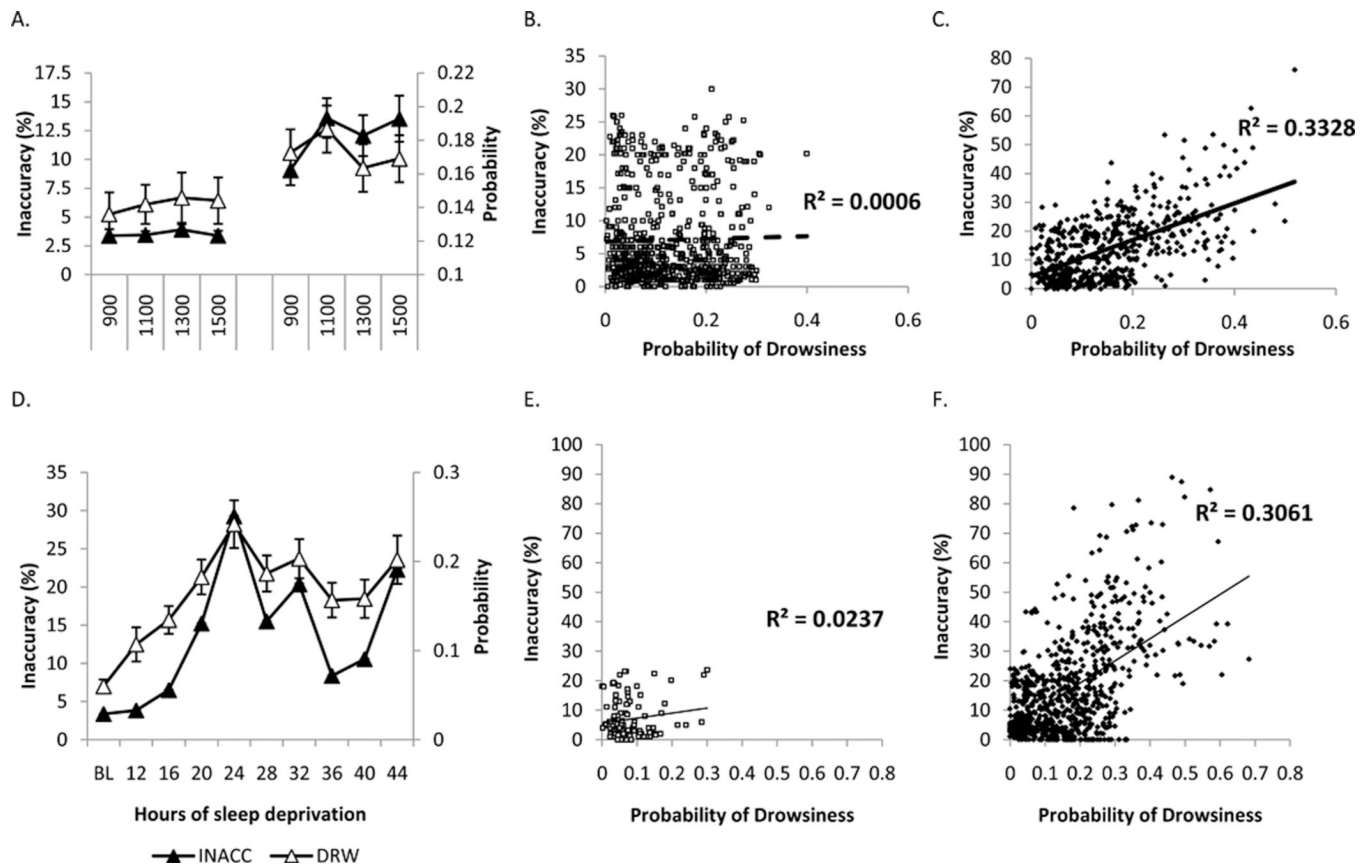 A.
Inaccuracy (%)
17.5
15
12.5
10
7.5
5
2.5
0
0.22
0.2
0.18
0.16
0.14
0.12
0.1
Probability
900 1100 1300 1500 900 1100 1300 1500
B.
Inaccuracy (%)
35
30
25
20
15
10
5
0
R² = 0.0006
0 0.2 0.4 0.6
Probability of Drowsiness
C.
Inaccuracy (%)
80
70
60
50
40
30
20
10
0
R² = 0.3328
0 0.2 0.4 0.6
Probability of Drowsiness
D.
Inaccuracy (%)
35
30
25
20
15
10
5
0
0.3
0.2
0.1
0
Probability
BL 12 16 20 24 28 32 36 40 44
Hours of sleep deprivation
INACC DRW
E.
Inaccuracy (%)
100
90
80
70
60
50
40
30
20
10
0
R² = 0.0237
0 0.1 0.2 0.3 0.4 0.5 0.6 0.7 0.8
Probability of Drowsiness
F.
Inaccuracy (%)
100
90
80
70
60
50
40
30
20
10
0
R² = 0.3061
0 0.1 0.2 0.3 0.4 0.5 0.6 0.7 0.8
Probability of Drowsiness